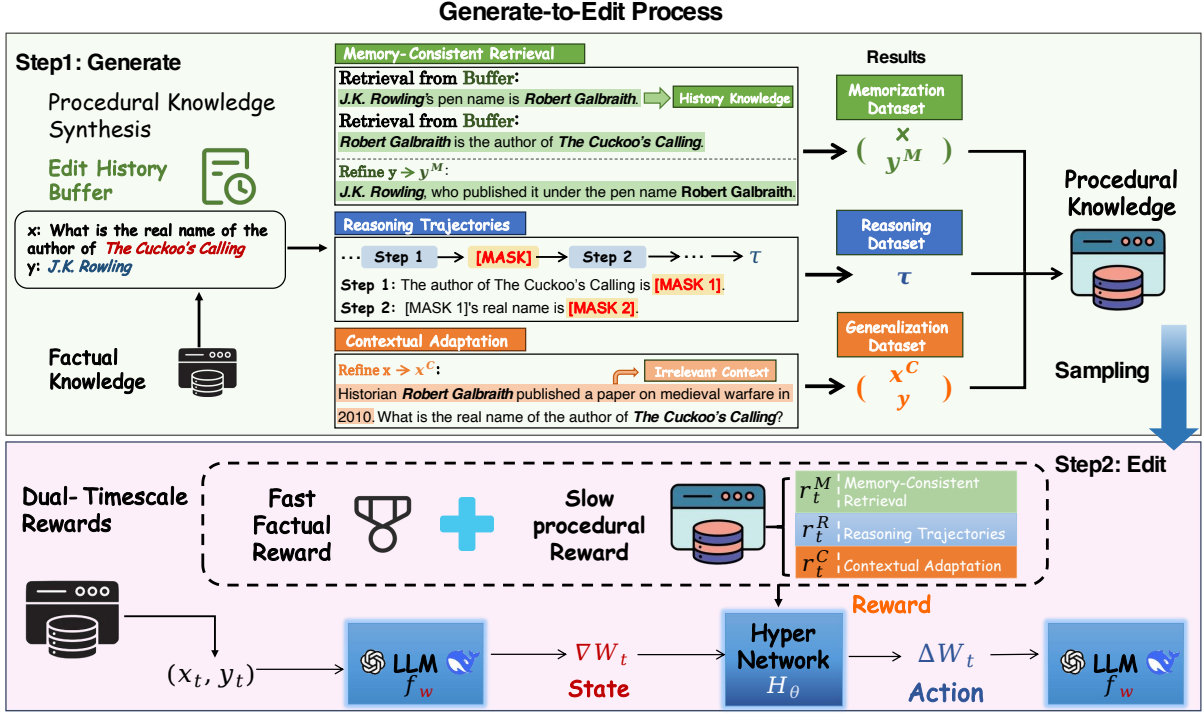 Generate-to-Edit Process
Step1: Generate
Procedural Knowledge
Synthesis
Edit History
Buffer
x: What is the real name of the
author of The Cuckoo's Calling
y: J.K. Rowling
Factual
Knowledge
Memory-Consistent Retrieval
Retrieval from Buffer:
J.K. Rowling's pen name is Robert Galbraith.
History Knowledge
Retrieval from Buffer:
Robert Galbraith is the author of The Cuckoo's Calling.
Refine y → y^M:
J.K. Rowling, who published it under the pen name Robert Galbraith.
Reasoning Trajectories
... Step 1 [MASK] Step 2 ... τ
Step 1: The author of The Cuckoo's Calling is [MASK 1].
Step 2: [MASK 1]'s real name is [MASK 2].
Contextual Adaptation
Refine x → x^C:
Irrelevant Context
Historian Robert Galbraith published a paper on medieval warfare in
2010. What is the real name of the author of The Cuckoo's Calling?
Results
Memorization
Dataset
( x
y^M )
Reasoning
Dataset
τ
Generalization
Dataset
( x^C
y )
Procedural
Knowledge
Sampling
Step2: Edit
Dual-Timescale
Rewards
Fast
Factual
Reward
Slow
procedural
Reward
r_t^M Memory-Consistent
Retrieval
r_t^R Reasoning Trajectories
r_t^C Contextual Adaptation
Reward
(x_t, y_t)
LLM
f_w
∇W_t
State
Hyper
Network
H_θ
ΔW_t
Action
LLM
f_w